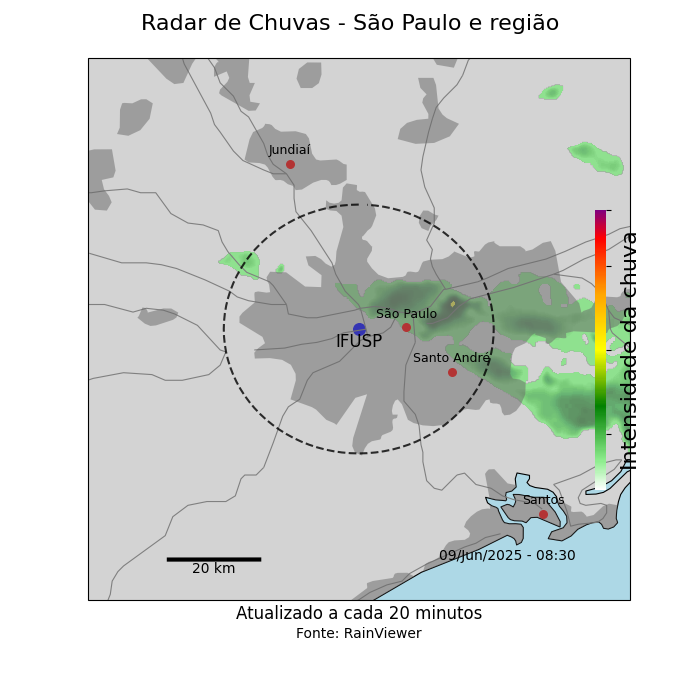 Radar de Chuvas - São Paulo e região
Jundiaí
São Paulo
IFUSP
Santo André
Intensidade da chuva
Santos
09/Jun/2025 - 08:30
20 km
Atualizado a cada 20 minutos
Fonte: RainViewer